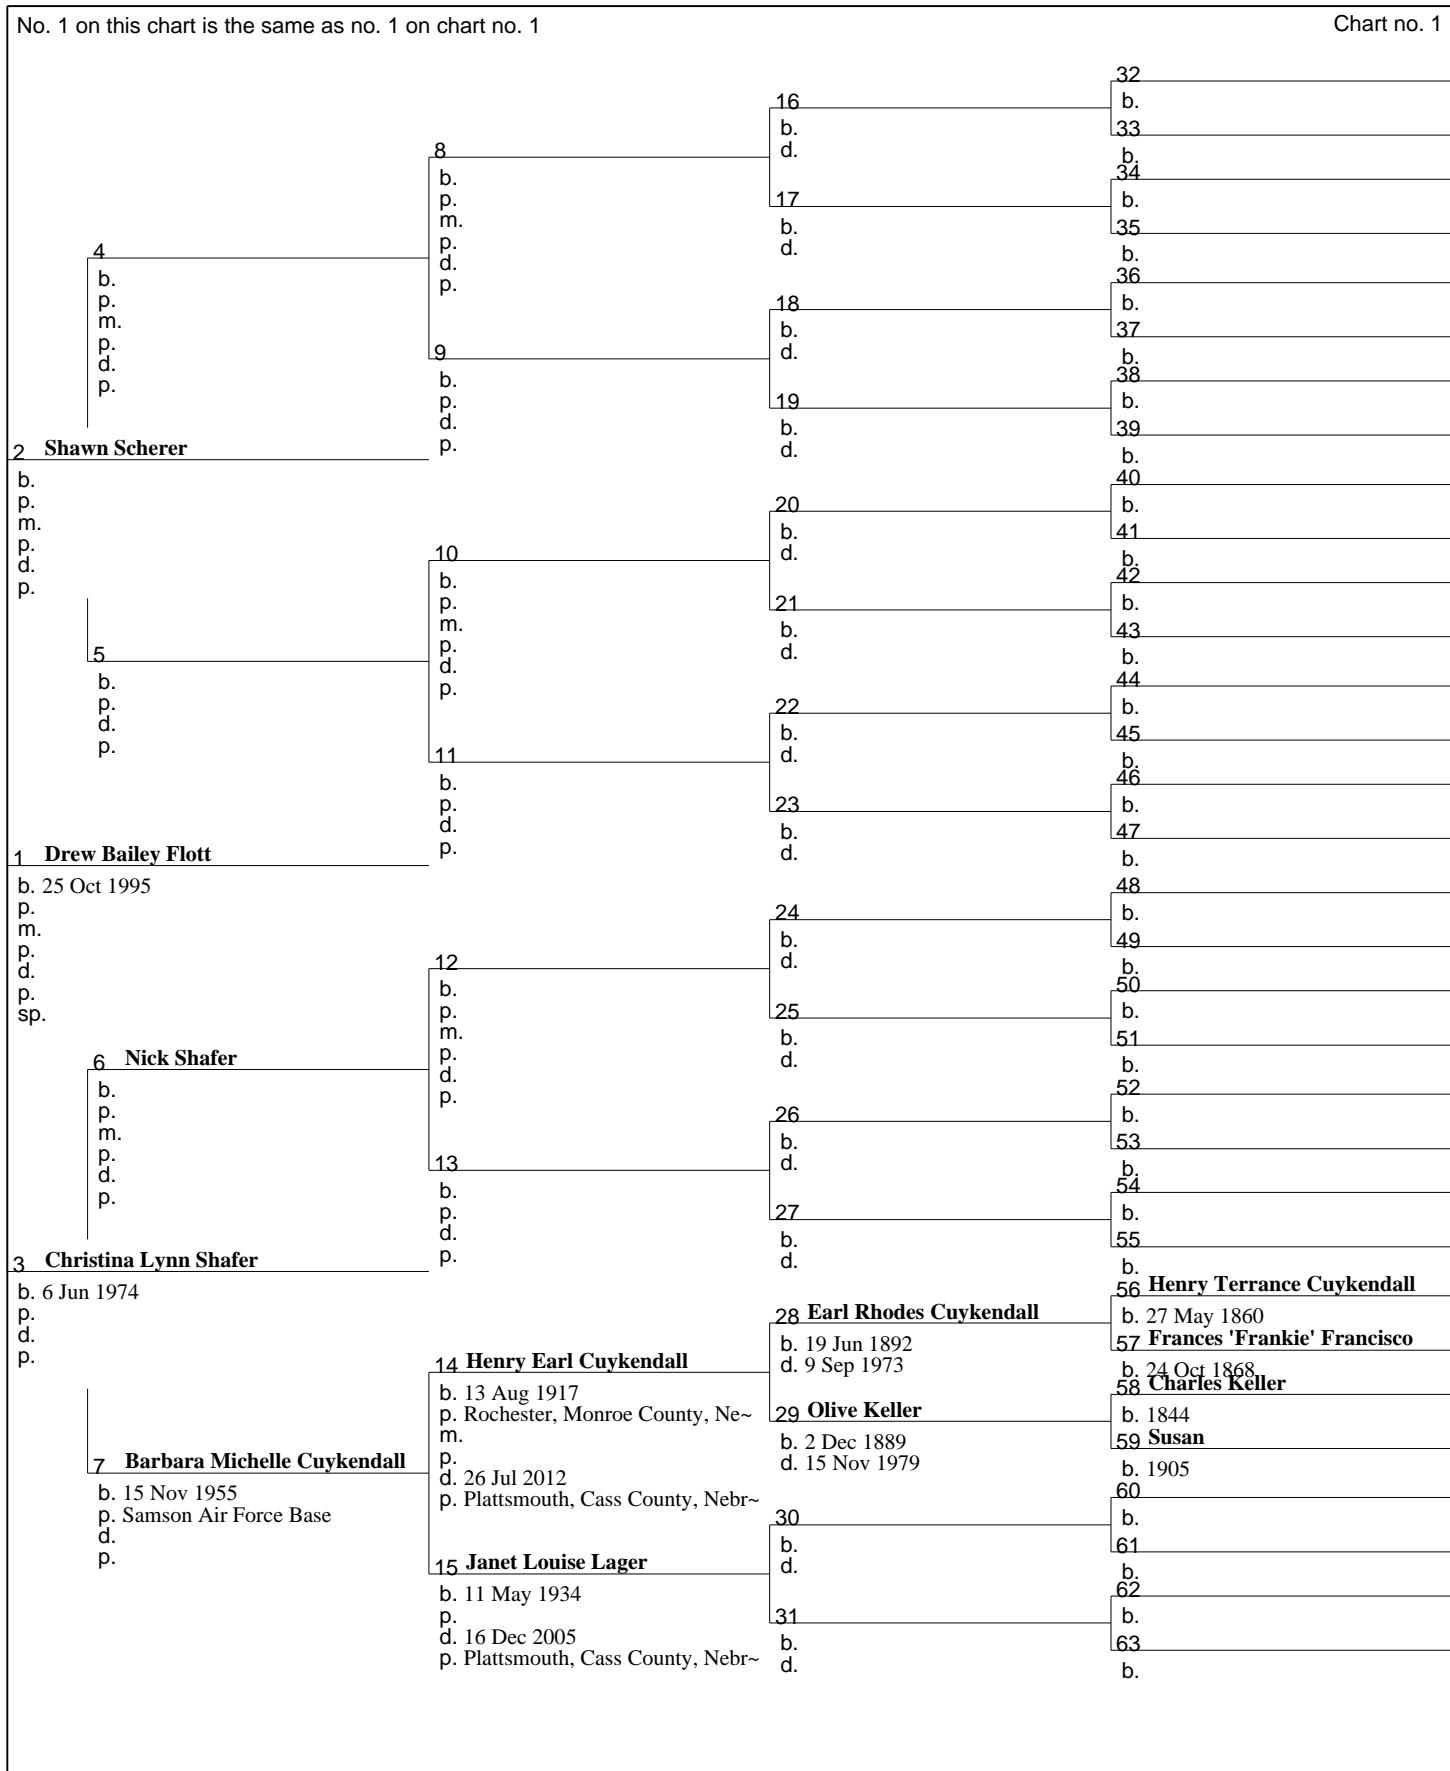 No. 1 on this chart is the same as no. 1 on chart no. 1
Chart no. 1
2 Shawn Scherer
b.
p.
m.
p.
d.
p.
1 Drew Bailey Flott
b. 25 Oct 1995
p.
m.
p.
d.
p.
sp.
3 Christina Lynn Shafer
b. 6 Jun 1974
p.
d.
p.
4
b.
p.
m.
p.
d.
p.
5
b.
p.
d.
p.
6 Nick Shafer
b.
p.
m.
p.
d.
p.
7 Barbara Michelle Cuykendall
b. 15 Nov 1955
p. Samson Air Force Base
d.
p.
8
b.
p.
m.
p.
d.
p.
9
b.
p.
d.
p.
10
b.
p.
m.
p.
d.
p.
11
b.
p.
d.
p.
12
b.
p.
m.
p.
d.
p.
13
b.
p.
d.
p.
14 Henry Earl Cuykendall
b. 13 Aug 1917
p. Rochester, Monroe County, Ne~
m.
p.
d. 26 Jul 2012
p. Plattsmouth, Cass County, Nebr~
15 Janet Louise Lager
b. 11 May 1934
p.
d. 16 Dec 2005
p. Plattsmouth, Cass County, Nebr~
16
b.
d.
17
b.
d.
18
b.
d.
19
b.
d.
20
b.
d.
21
b.
d.
22
b.
d.
23
b.
d.
24
b.
d.
25
b.
d.
26
b.
d.
27
b.
d.
28 Earl Rhodes Cuykendall
b. 19 Jun 1892
d. 9 Sep 1973
29 Olive Keller
b. 2 Dec 1889
d. 15 Nov 1979
30
b.
d.
31
b.
d.
32
b.
33
b.
34
b.
35
b.
36
b.
37
b.
38
b.
39
b.
40
b.
41
b.
42
b.
43
b.
44
b.
45
b.
46
b.
47
b.
48
b.
49
b.
50
b.
51
b.
52
b.
53
b.
54
b.
55
b.
56 Henry Terrance Cuykendall
b. 27 May 1860
57 Frances 'Frankie' Francisco
b. 24 Oct 1868
58 Charles Keller
b. 1844
59 Susan
b. 1905
60
b.
61
b.
62
b.
63
b.